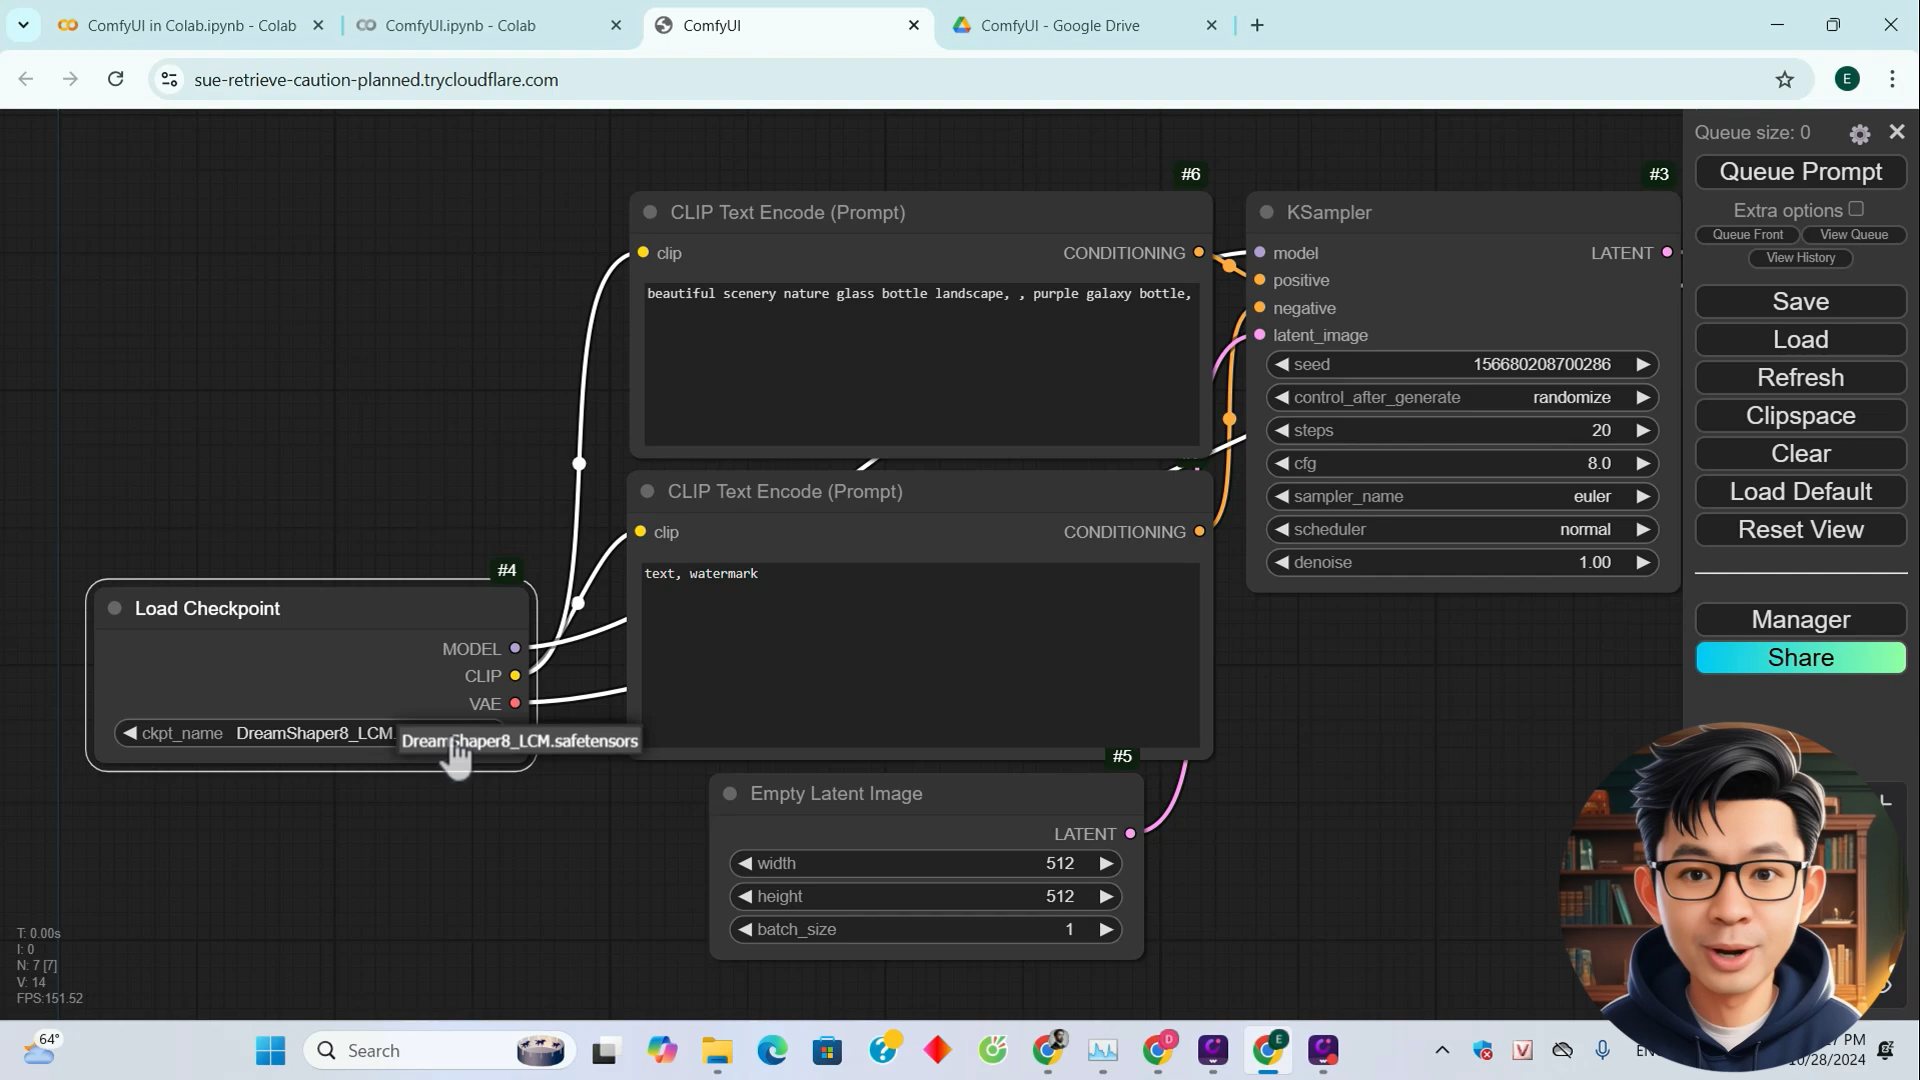 ComfyUI in Colab.ipynb - Colab
ComfyUI.ipynb - Colab
ComfyUI
ComfyUI - Google Drive
sue-retrieve-caution-planned.trycloudflare.com
E
Queue size: 0
Queue Prompt
Extra options
Queue Front
View Queue
View History
Save
Load
Refresh
Clipspace
Clear
Load Default
Reset View
Manager
Share
#6
CLIP Text Encode (Prompt)
clip
CONDITIONING
beautiful scenery nature glass bottle landscape, , purple galaxy bottle,
CLIP Text Encode (Prompt)
clip
CONDITIONING
text, watermark
#3
KSampler
model
LATENT
positive
negative
latent_image
seed 156680208700286
control_after_generate randomize
steps 20
cfg 8.0
sampler_name euler
scheduler normal
denoise 1.00
#4
Load Checkpoint
MODEL
CLIP
VAE
ckpt_name DreamShaper8_LCM.
DreamShaper8_LCM.safetensors
#5
Empty Latent Image
LATENT
width 512
height 512
batch_size 1
T: 0.00s
I: 0
N: 7 [7]
V: 14
FPS:151.52
64°
Search
D
E
V
PM
10/28/2024